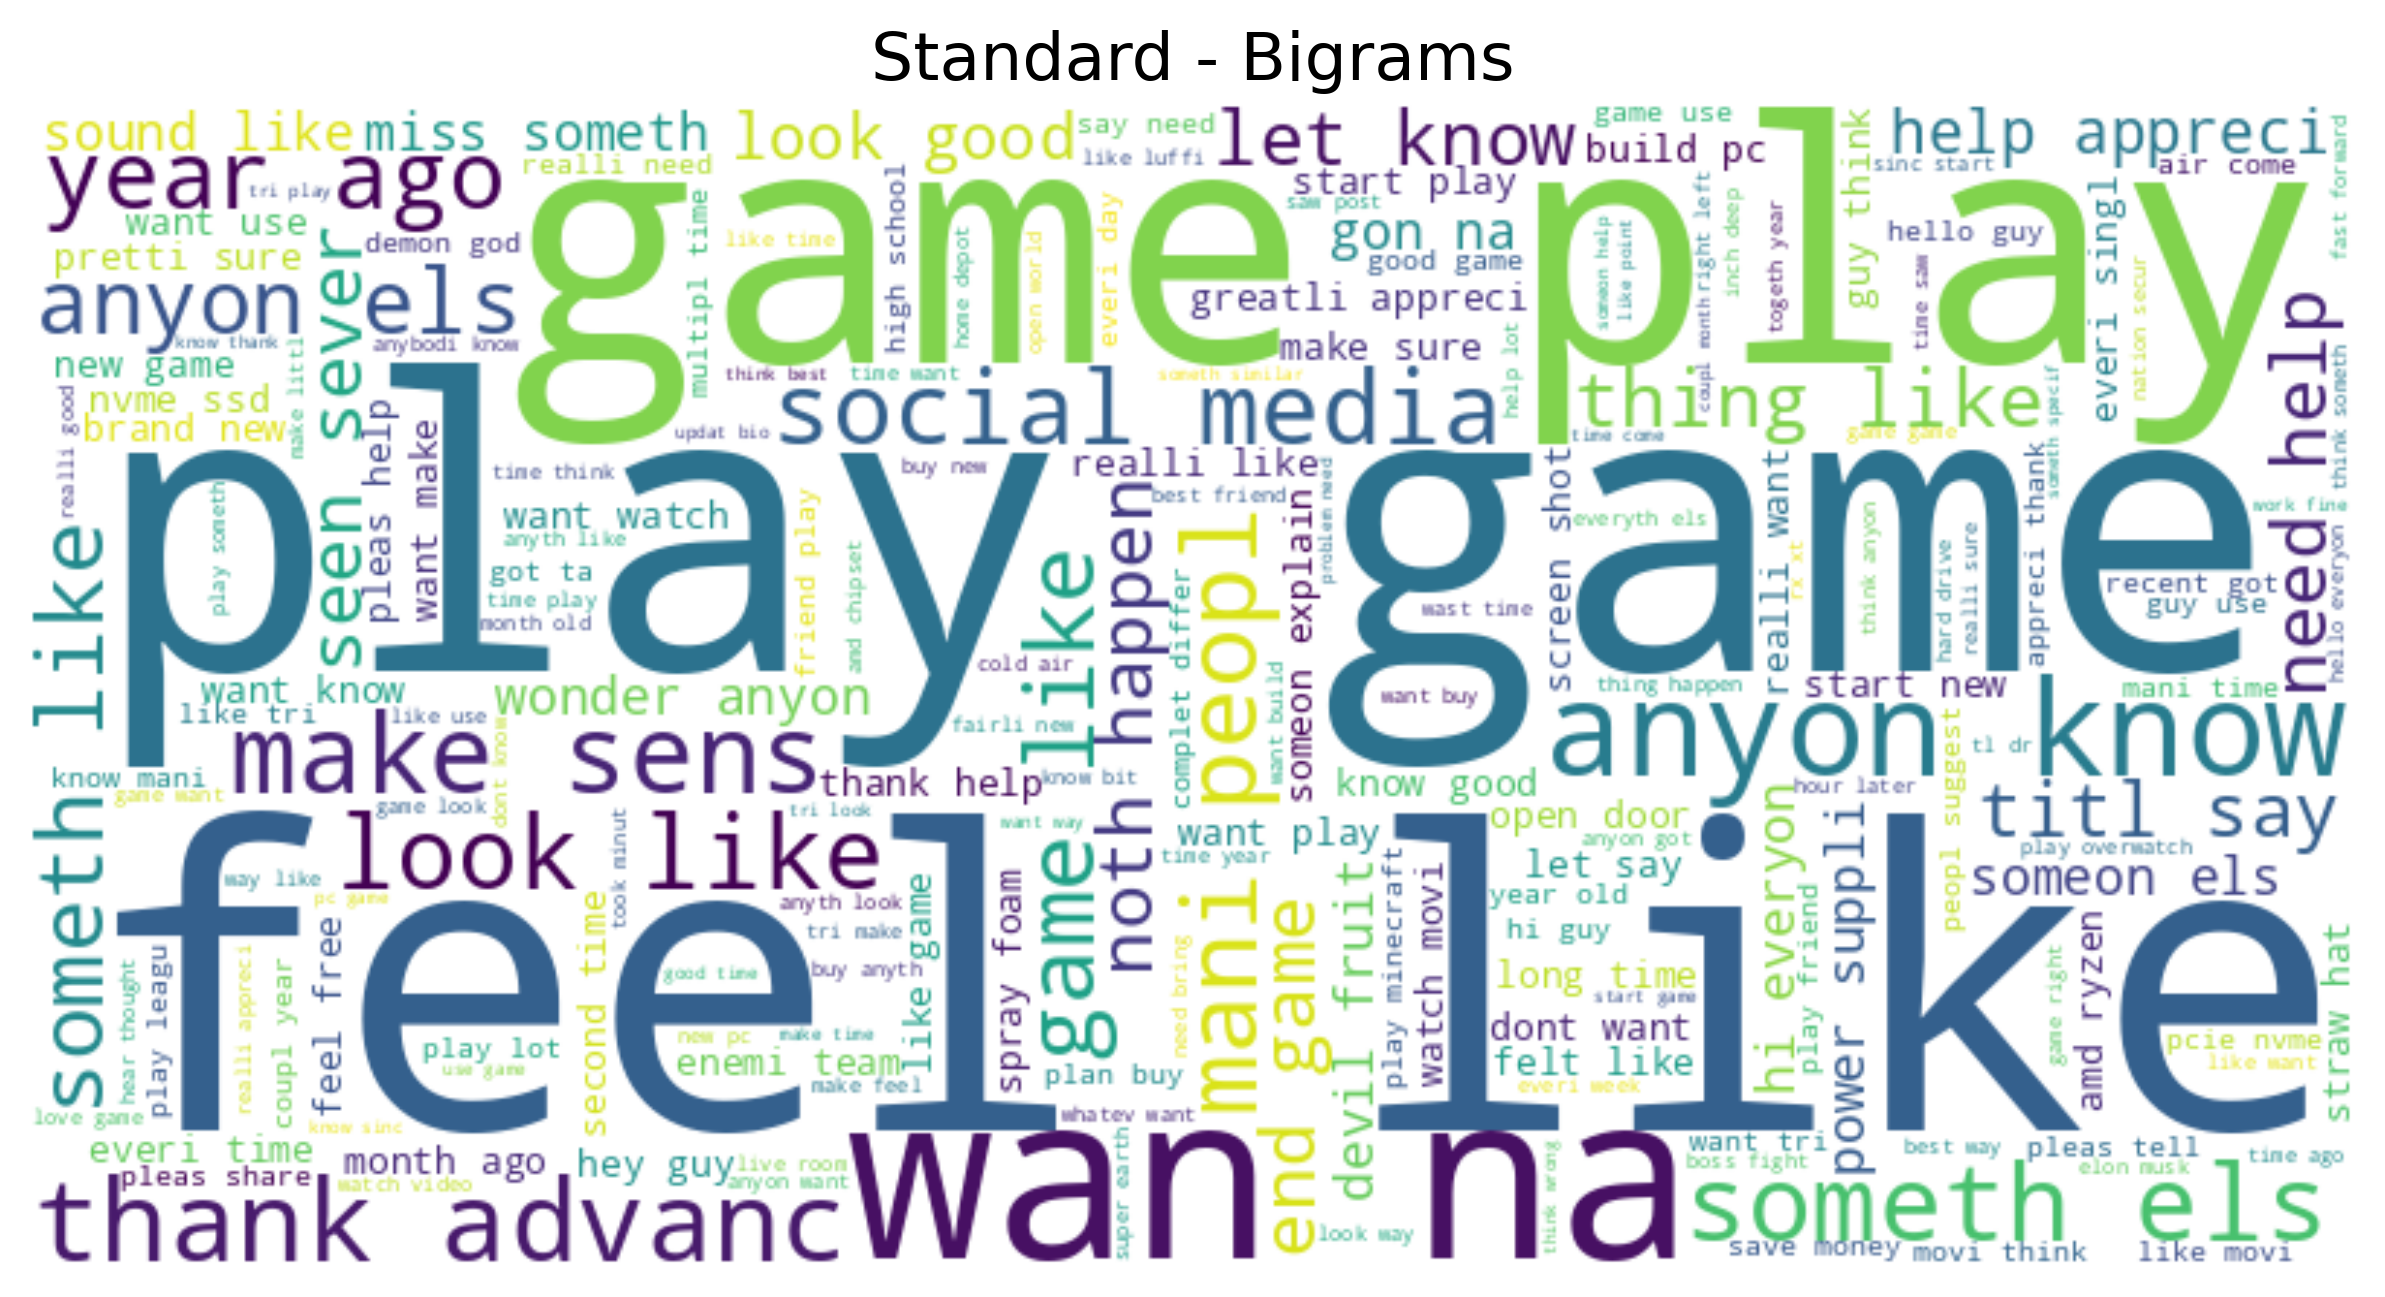 Standard - Bigrams
sound like
miss someth
look good
say need
let know
game use
help appreci
year ago
tri play
realli need
like luffi
build pc
sinc start
air come
fast forward
start play
saw post
want use
demon god
game play
multipl time
like time
high school
home depot
open world
everi day
gon na
good game
greatli appreci
someon help
like point
coupl month
right left
inch deep
togeth year
guy think
hello guy
time saw
everi singl
nation secur
pretti sure
anyon els
know thank
anybodi know
seen sever
new game
make littl
think best
time want
someth similar
make sure
help lot
nvme ssd
brand new
realli good
pleas help
want make
updat bio
social media
thing like
time come
game game
someth specif
think someth
need help
play game
time think
buy new
realli like
best friend
problem need
screen shot
everyth els
realli want
rx xt
think anyon
hard drive
realli sure
appreci thank
work fine
hello everyon
play someth
want watch
anyth like
friend play
and chipset
got ta
time play
month old
cold air
noth happen
peopl
complet differ
want build
someon explain
wast time
want buy
recent got
guy use
someth like
want know
like tri
like use
wonder anyon
dont know
fairli new
game like
thing happen
start new
mani time
anyon know
tl dr
peopl suggest
know mani
game want
make sens
thank help
know bit
know good
hour later
titl say
game look
look like
took minut
tri look
want way
want play
time year
open door
anyon got
let say
year old
hi everyon
power suppli
play overwatch
someon els
feel like
way like
pc game
feel free
second time
anyth look
tri make
buy anyth
good time
like game
spray foam
need bring
mani
end game
devil fruit
play minecraft
watch movi
hi guy
long time
start game
dont want
felt like
everi week
play friend
game right
amd ryzen
straw hat
pcie nvme
like want
hear thought
play leagu
realli appreci
coupl year
play lot
use game
new pc
make time
enemi team
make feel
plan buy
whatev want
love game
know sinc
everi time
pleas share
month ago
watch video
hey guy
live room
anyon want
super earth
look way
think wrong
want tri
boss fight
best way
pleas tell
elon musk
time ago
thank advanc
wan na
someth els
save money
movi think
like movi